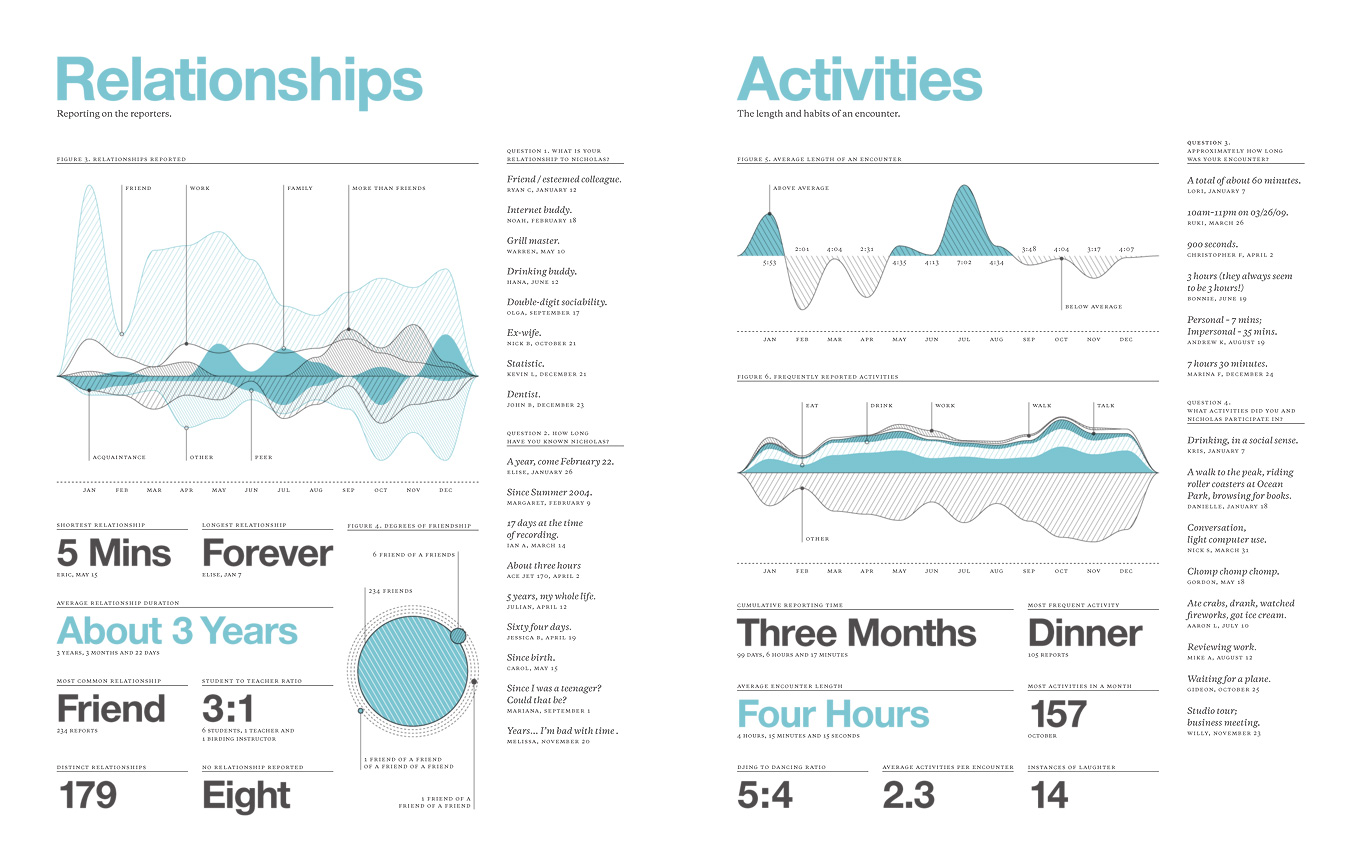 Relationships
Reporting on the reporters.
FIGURE 3. RELATIONSHIPS REPORTED
FRIEND
WORK
FAMILY
MORE THAN FRIENDS
ACQUAINTANCE
OTHER
PEER
JAN FEB MAR APR MAY JUN JUL AUG SEP OCT NOV DEC
SHORTEST RELATIONSHIP
5 Mins
ERIC, MAY 15
LONGEST RELATIONSHIP
Forever
ELISE, JAN 7
AVERAGE RELATIONSHIP DURATION
About 3 Years
3 YEARS, 3 MONTHS AND 22 DAYS
MOST COMMON RELATIONSHIP
Friend
234 REPORTS
STUDENT TO TEACHER RATIO
3:1
6 STUDENTS, 1 TEACHER AND
1 BIRDING INSTRUCTOR
DISTINCT RELATIONSHIPS
179
NO RELATIONSHIP REPORTED
Eight
FIGURE 4. DEGREES OF FRIENDSHIP
6 FRIEND OF A FRIENDS
234 FRIENDS
1 FRIEND OF A FRIEND
OF A FRIEND OF A FRIEND
1 FRIEND OF A
FRIEND OF A FRIEND
QUESTION 1. WHAT IS YOUR
RELATIONSHIP TO NICHOLAS?
Friend / esteemed colleague.
RYAN C, JANUARY 12
Internet buddy.
NOAH, FEBRUARY 18
Grill master.
WARREN, MAY 10
Drinking buddy.
HANA, JUNE 12
Double-digit sociability.
OLGA, SEPTEMBER 17
Ex-wife.
NICK B, OCTOBER 21
Statistic.
KEVIN L, DECEMBER 21
Dentist.
JOHN B, DECEMBER 23
QUESTION 2. HOW LONG
HAVE YOU KNOWN NICHOLAS?
A year, come February 22.
ELISE, JANUARY 26
Since Summer 2004.
MARGARET, FEBRUARY 9
17 days at the time
of recording.
IAN A, MARCH 14
About three hours
ACE JET 170, APRIL 2
5 years, my whole life.
JULIAN, APRIL 12
Sixty four days.
JESSICA B, APRIL 19
Since birth.
CAROL, MAY 15
Since I was a teenager?
Could that be?
MARIANA, SEPTEMBER 1
Years... I'm bad with time .
MELISSA, NOVEMBER 20
Activities
The length and habits of an encounter.
FIGURE 5. AVERAGE LENGTH OF AN ENCOUNTER
ABOVE AVERAGE
2:01 4:04 2:31 3:48 4:04 3:17 4:07
5:53 4:35 4:13 7:02 4:34
BELOW AVERAGE
JAN FEB MAR APR MAY JUN JUL AUG SEP OCT NOV DEC
FIGURE 6. FREQUENTLY REPORTED ACTIVITIES
EAT
DRINK
WORK
WALK
TALK
OTHER
JAN FEB MAR APR MAY JUN JUL AUG SEP OCT NOV DEC
CUMULATIVE REPORTING TIME
Three Months
99 DAYS, 6 HOURS AND 17 MINUTES
MOST FREQUENT ACTIVITY
Dinner
105 REPORTS
AVERAGE ENCOUNTER LENGTH
Four Hours
4 HOURS, 15 MINUTES AND 15 SECONDS
MOST ACTIVITIES IN A MONTH
157
OCTOBER
DJING TO DANCING RATIO
5:4
AVERAGE ACTIVITIES PER ENCOUNTER
2.3
INSTANCES OF LAUGHTER
14
QUESTION 3.
APPROXIMATELY HOW LONG
WAS YOUR ENCOUNTER?
A total of about 60 minutes.
LORI, JANUARY 7
10am-11pm on 03/26/09.
RUKI, MARCH 26
900 seconds.
CHRISTOPHER F, APRIL 2
3 hours (they always seem
to be 3 hours!)
BONNIE, JUNE 19
Personal - 7 mins;
Impersonal - 35 mins.
ANDREW K, AUGUST 19
7 hours 30 minutes.
MARINA F, DECEMBER 24
QUESTION 4.
WHAT ACTIVITIES DID YOU AND
NICHOLAS PARTICIPATE IN?
Drinking, in a social sense.
KRIS, JANUARY 7
A walk to the peak, riding
roller coasters at Ocean
Park, browsing for books.
DANIELLE, JANUARY 18
Conversation,
light computer use.
NICK S, MARCH 31
Chomp chomp chomp.
GORDON, MAY 18
Ate crabs, drank, watched
fireworks, got ice cream.
AARON L, JULY 10
Reviewing work.
MIKE A, AUGUST 12
Waiting for a plane.
GIDEON, OCTOBER 25
Studio tour;
business meeting.
WILLY, NOVEMBER 23